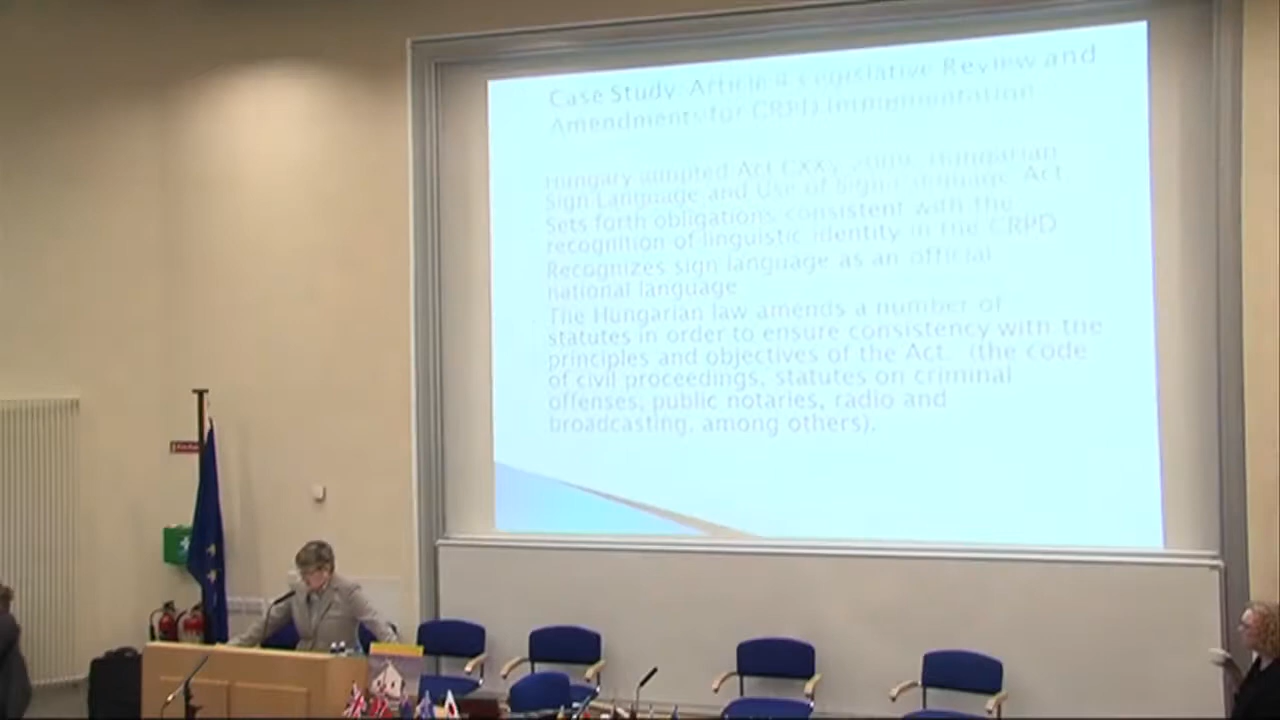 Case Study: Article 4 Legislative Review and
Amendments for CRPD Implementation
Hungary adopted Act CXXV 2009, Hungarian
Sign Language and Use of Sign Language Act
Sets forth obligations consistent with the
recognition of linguistic identity in the CRPD
Recognizes sign language as an official
national language
The Hungarian law amends a number of
statutes in order to ensure consistency with the
principles and objectives of the Act. (the code
of civil proceedings, statutes on criminal
offenses, public notaries, radio and
broadcasting, among others).